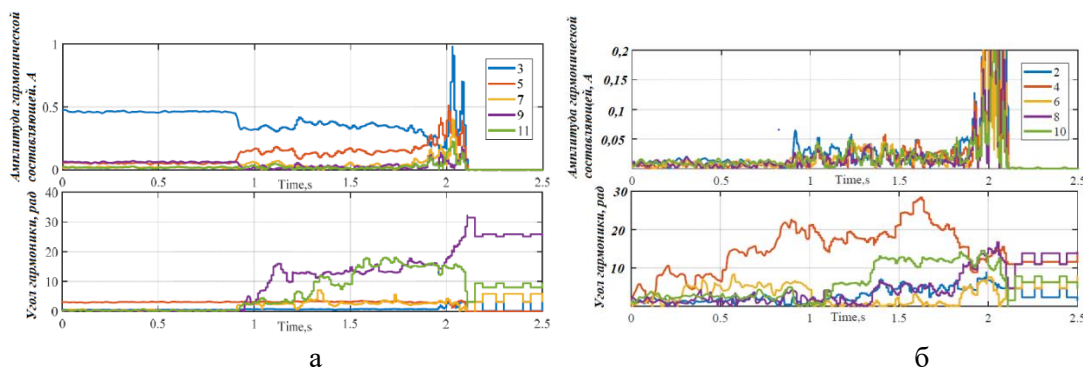 Амплитуда гармонической
составляющей, А
1
0.5
0
0 0.5 1 1.5 2 2.5
Time,s
3
5
7
9
11
Угол гармоники, рад
40
30
20
10
0
0 0.5 1 1.5 2 2.5
Time,s
а
Амплитуда гармонической
составляющей, А
0,2
0,15
0,1
0,05
0 0.5 1 1.5 2 2.5
Time,s
2
4
6
8
10
Угол гармоники, рад
30
20
10
0 0.5 1 1.5 2 2.5
Time,s
б